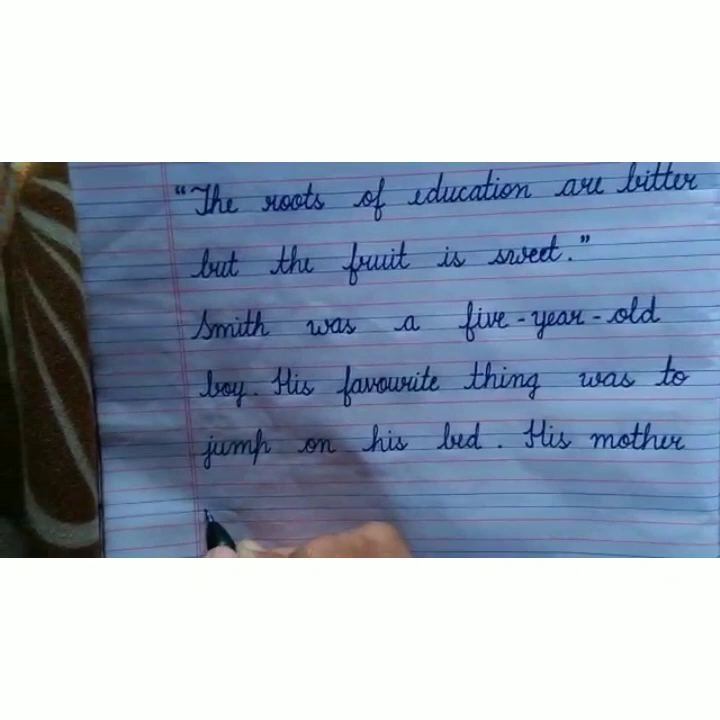 "The roots of education are bitter
but the fruit is sweet."
Smith was a five-year-old
boy. His favourite thing was to
jump on his bed. His mother